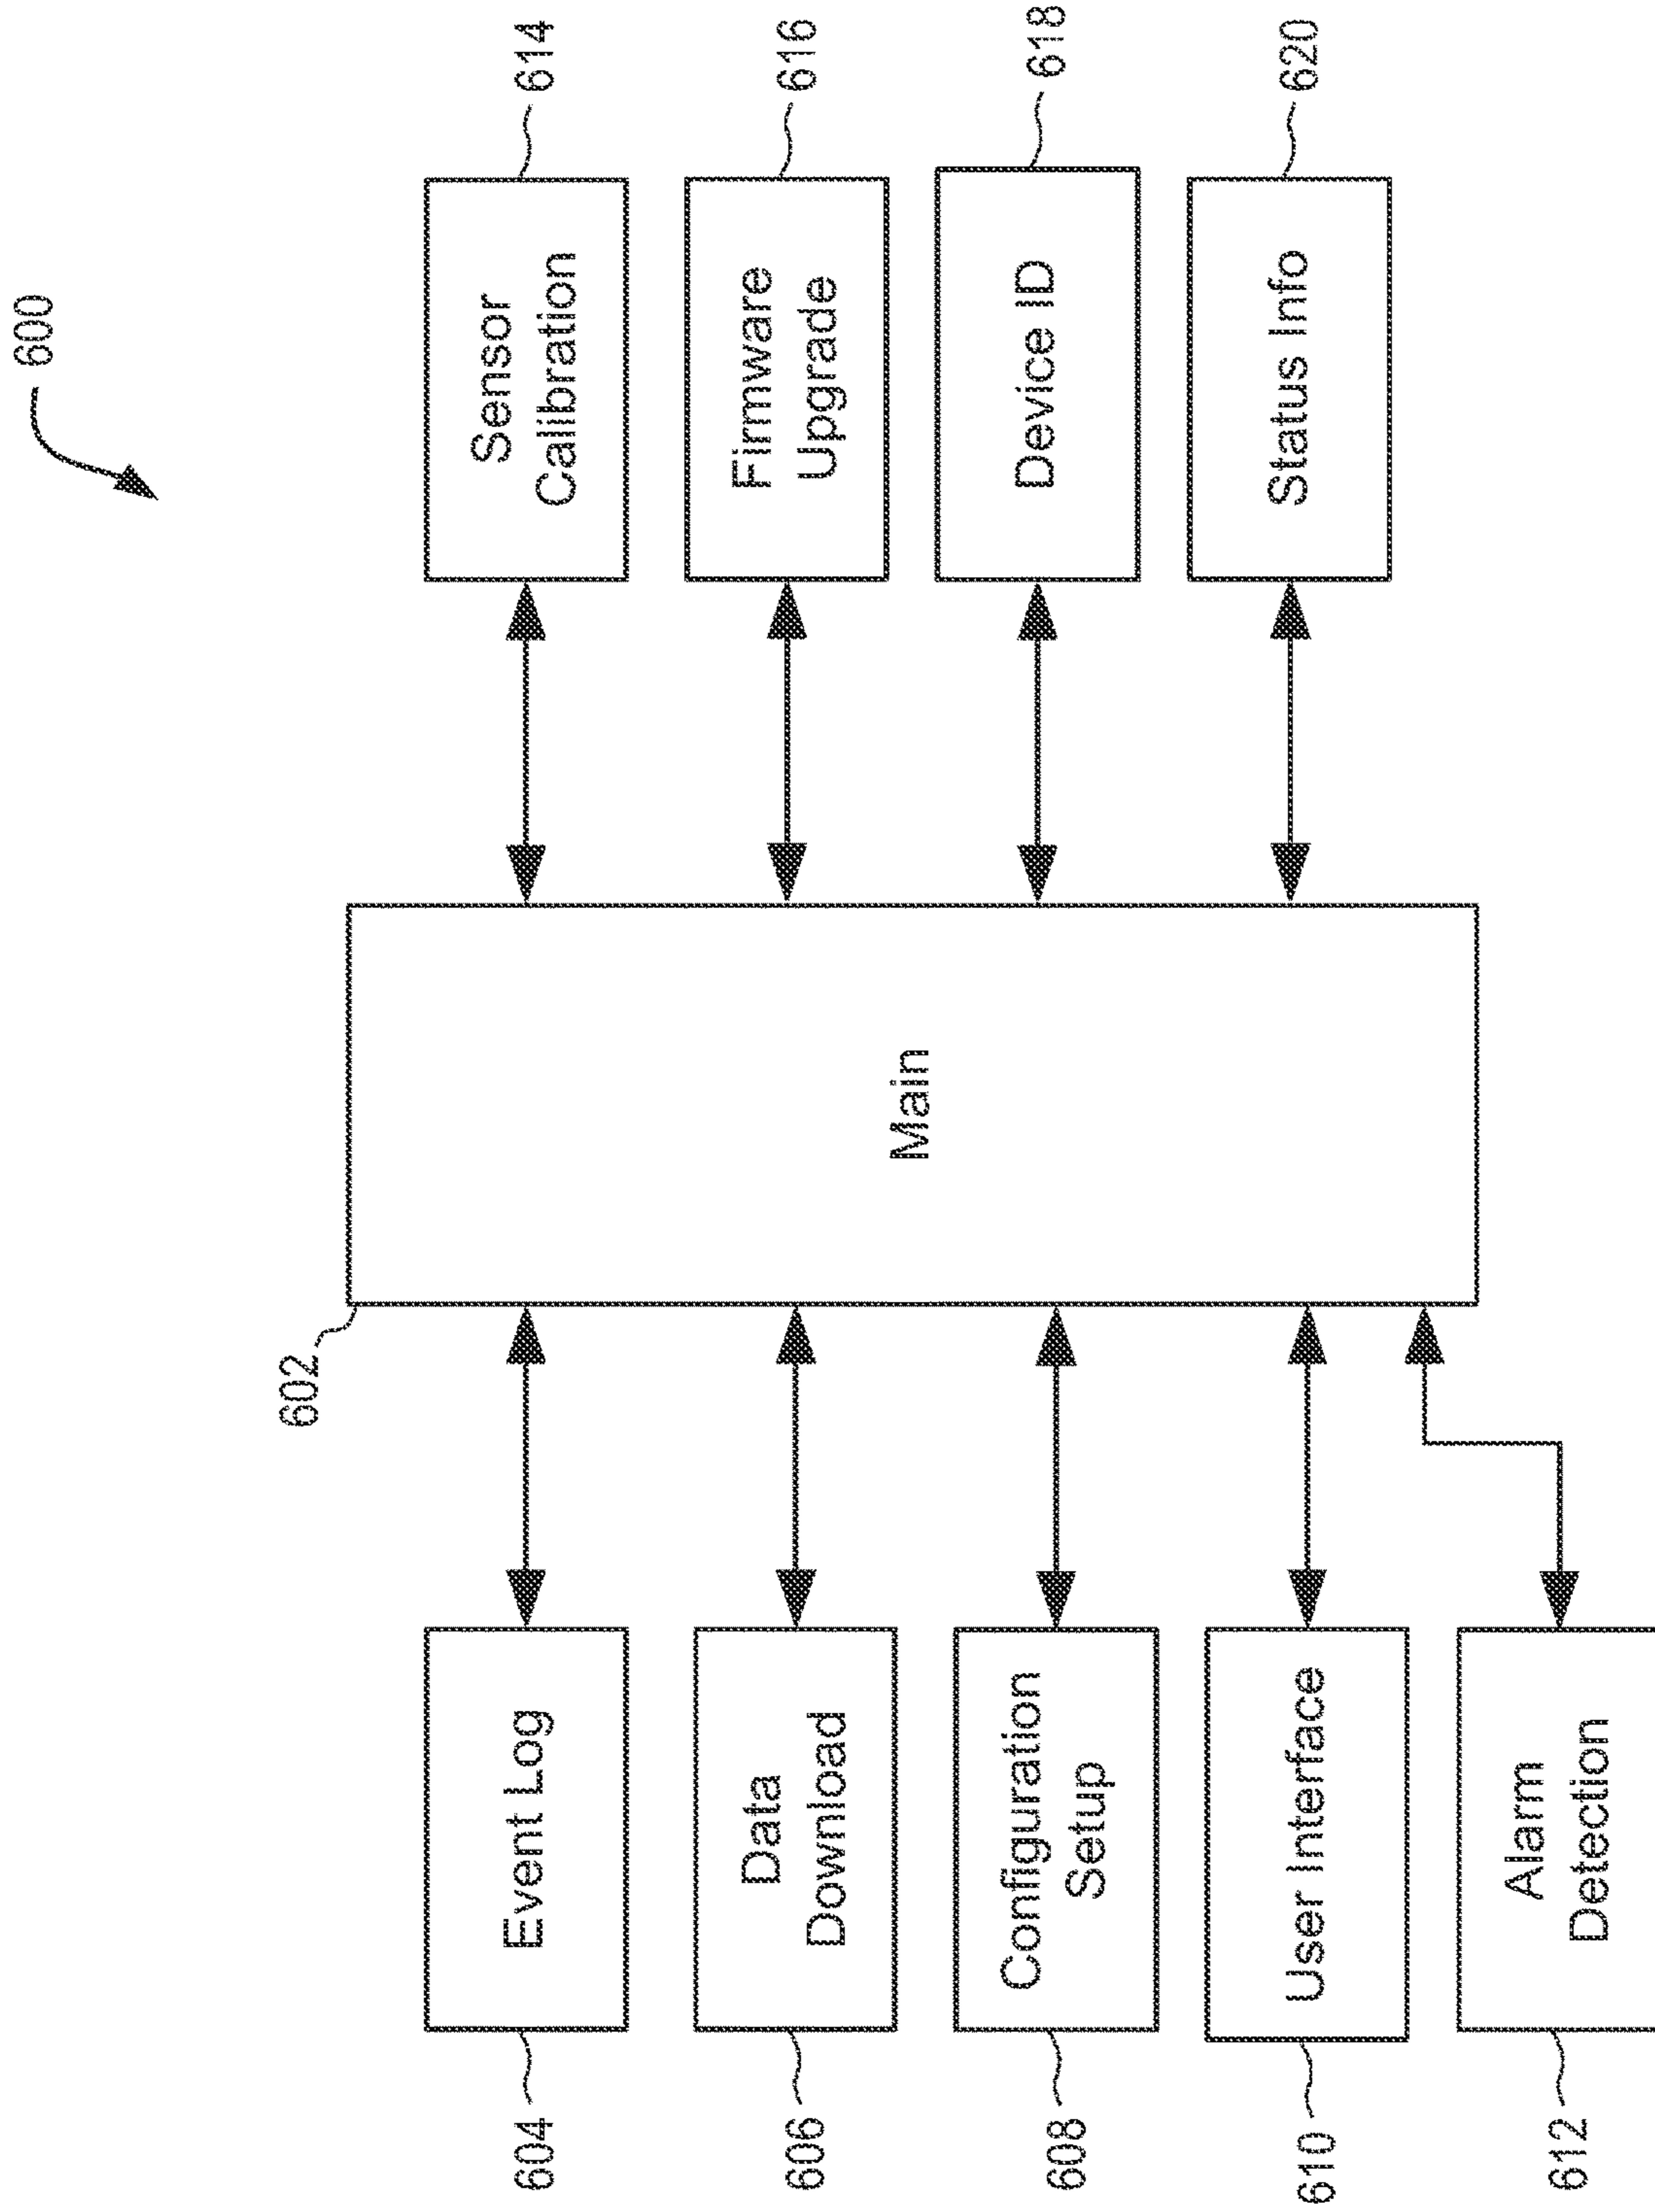 600
602
Main
604
Event Log
606
Data
Download
608
Configuration
Setup
610
User Interface
612
Alarm
Detection
Sensor
Calibration
614
Firmware
Upgrade
616
Device ID
618
Status Info
620